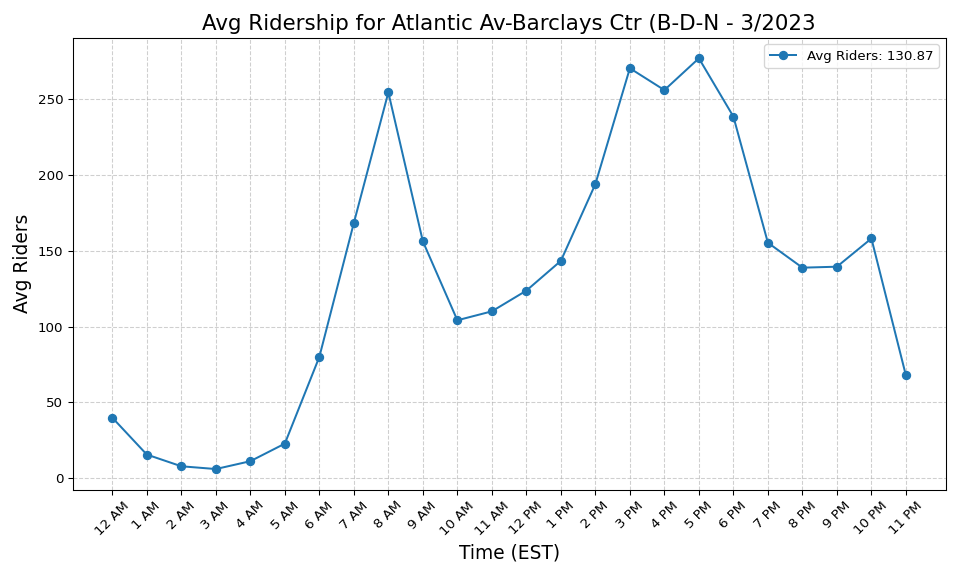 Avg Ridership for Atlantic Av-Barclays Ctr (B-D-N - 3/2023
Avg Riders: 130.87
Avg Riders
250
200
150
100
50
0
12 AM 1 AM 2 AM 3 AM 4 AM 5 AM 6 AM 7 AM 8 AM 9 AM 10 AM 11 AM 12 PM 1 PM 2 PM 3 PM 4 PM 5 PM 6 PM 7 PM 8 PM 9 PM 10 PM 11 PM
Time (EST)